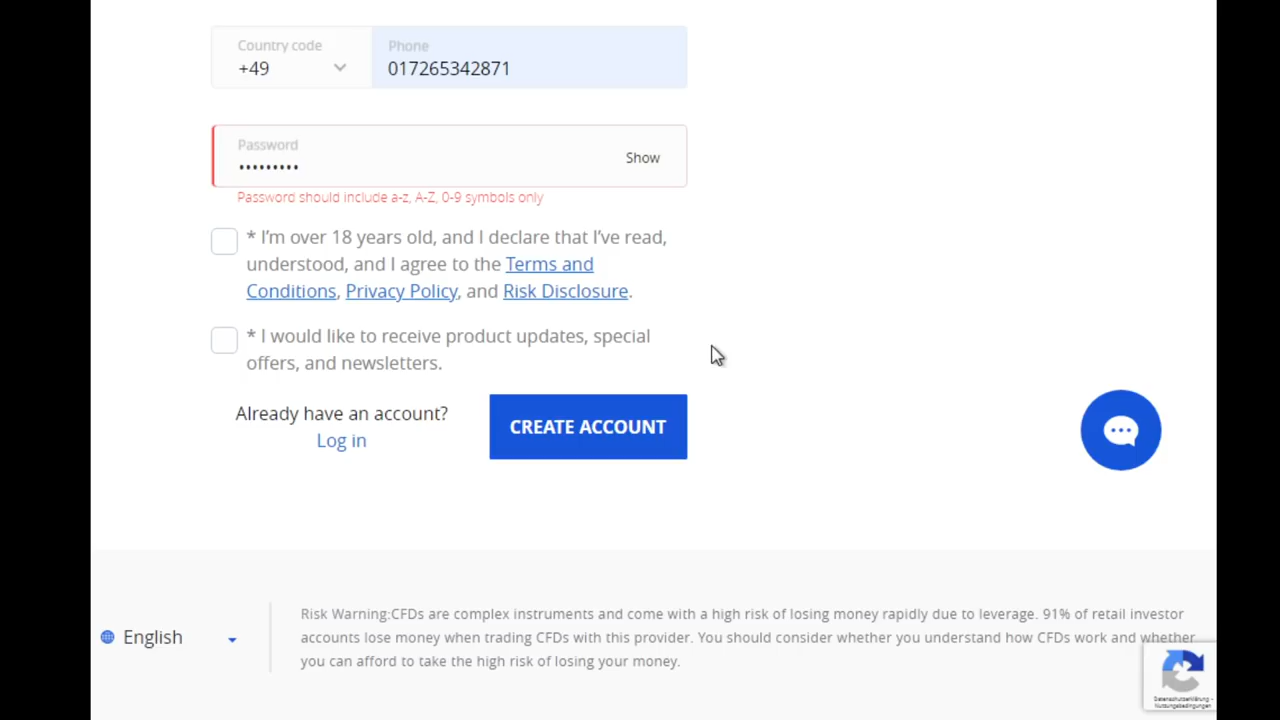 Country code
Phone
+49
017265342871
Password
•••••••••
Show
Password should include a-z, A-Z, 0-9 symbols only
* I’m over 18 years old, and I declare that I’ve read,
understood, and I agree to the Terms and
Conditions, Privacy Policy, and Risk Disclosure.
* I would like to receive product updates, special
offers, and newsletters.
Already have an account?
Log in
CREATE ACCOUNT
English
Risk Warning:CFDs are complex instruments and come with a high risk of losing money rapidly due to leverage. 91% of retail investor
accounts lose money when trading CFDs with this provider. You should consider whether you understand how CFDs work and whether
you can afford to take the high risk of losing your money.
Datenschutzerklärung -
Nutzungsbedingungen